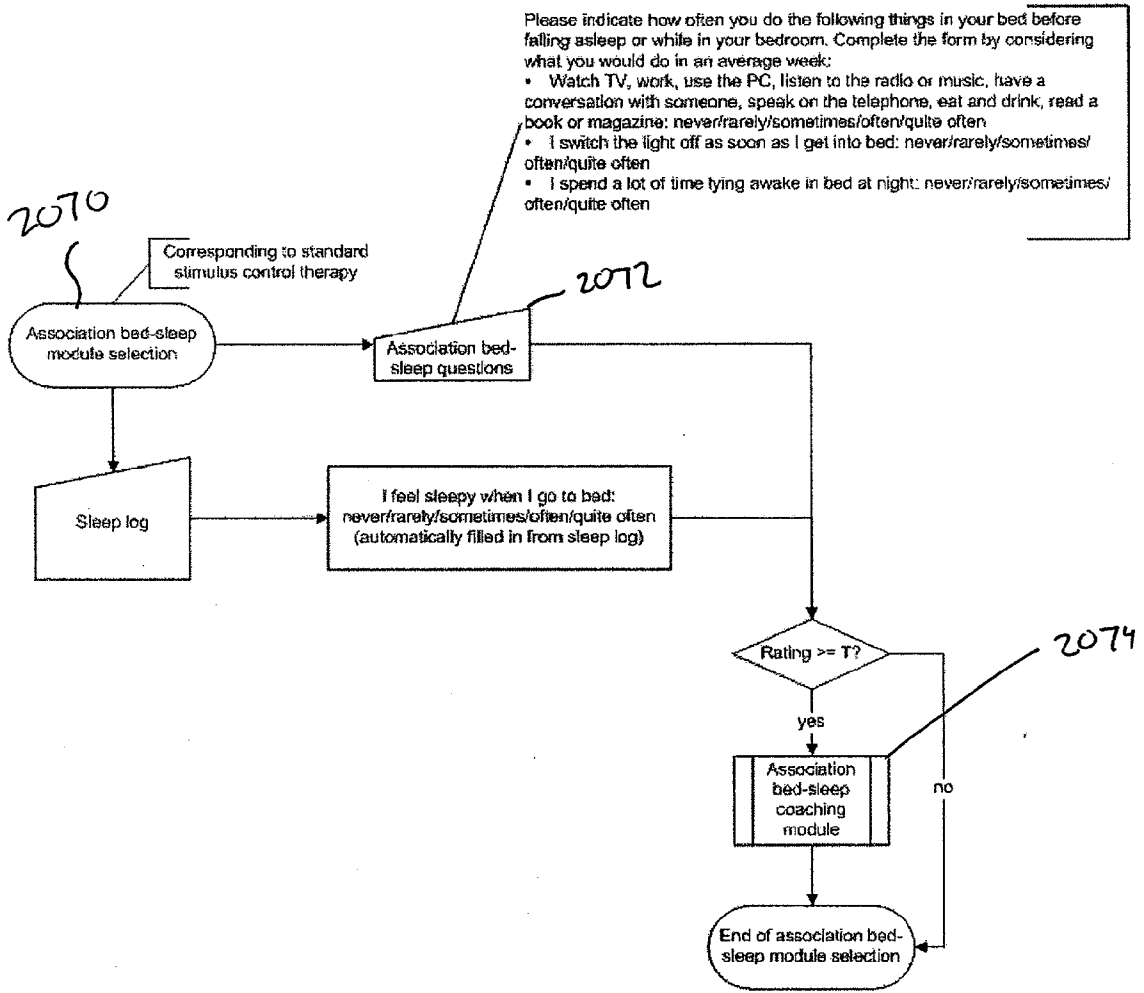 Please indicate how often you do the following things in your bed before
falling asleep or while in your bedroom. Complete the form by considering
what you would do in an average week:
• Watch TV, work, use the PC, listen to the radio or music, have a
conversation with someone, speak on the telephone, eat and drink, read a
book or magazine: never/rarely/sometimes/often/quite often
• I switch the light off as soon as I get into bed: never/rarely/sometimes/
often/quite often
• I spend a lot of time lying awake in bed at night: never/rarely/sometimes/
often/quite often
2070
Corresponding to standard
stimulus control therapy
2072
Association bed-sleep
module selection
Association bed-
sleep questions
Sleep log
I feel sleepy when I go to bed:
never/rarely/sometimes/often/quite often
(automatically filled in from sleep log)
Rating >= T?
2074
yes
Association
bed-sleep
coaching
module
no
End of association bed-
sleep module selection